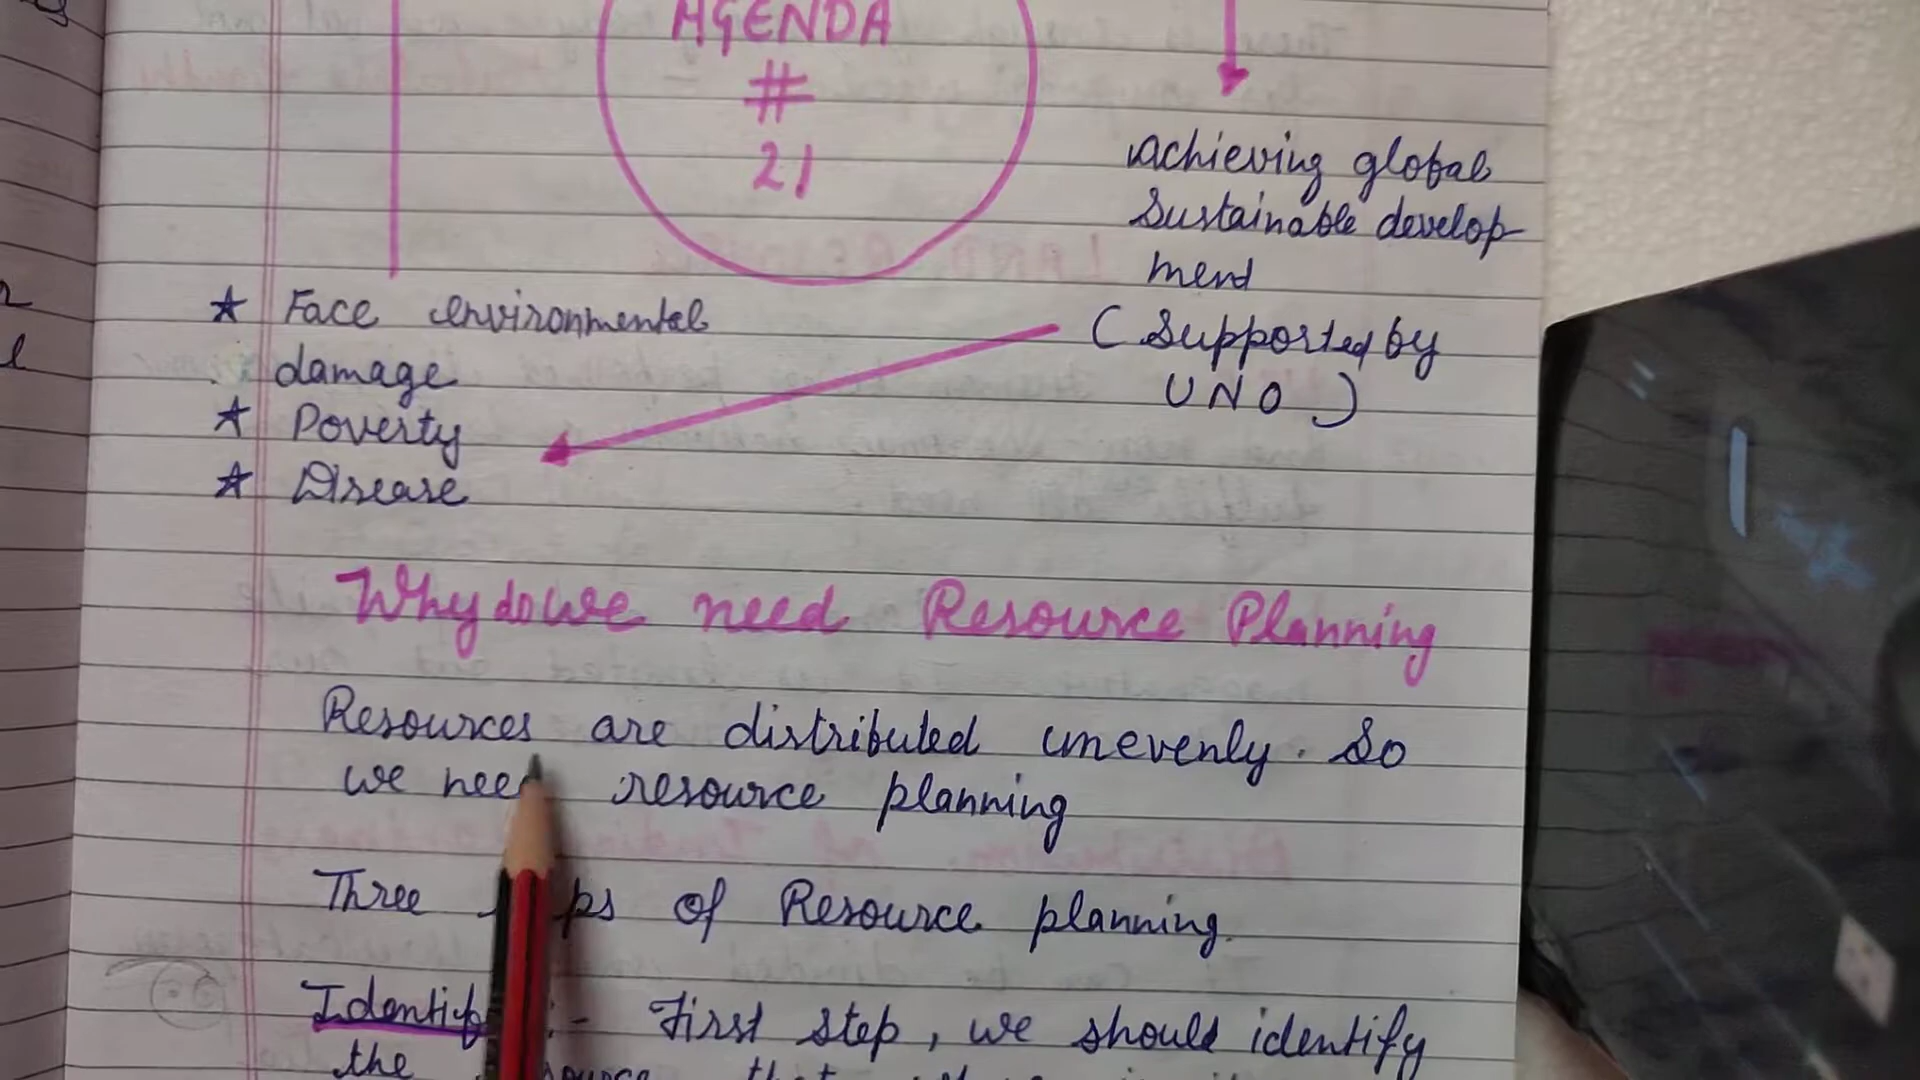 AGENDA
#
21
achieving global
Sustainable develop-
ment
(Supported by
UNO)
★ Face environmental
damage
★ Poverty
★ Disease
Why do we need Resource Planning
Resources are distributed unevenly. So
we need resource planning
Three of Resource planning.
:- First step, we should identify
the